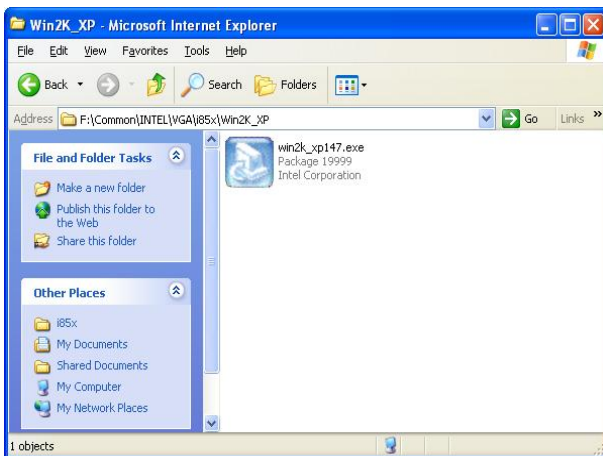 Win2K_XP - Microsoft Internet Explorer
File Edit View Favorites Tools Help
Back Search Folders
Address F:\Common\INTEL\VGA\i85x\Win2K_XP Go Links »
File and Folder Tasks
Make a new folder
Publish this folder to
the Web
Share this folder
Other Places
i85x
My Documents
Shared Documents
My Computer
My Network Places
win2k_xp147.exe
Package 19999
Intel Corporation
1 objects